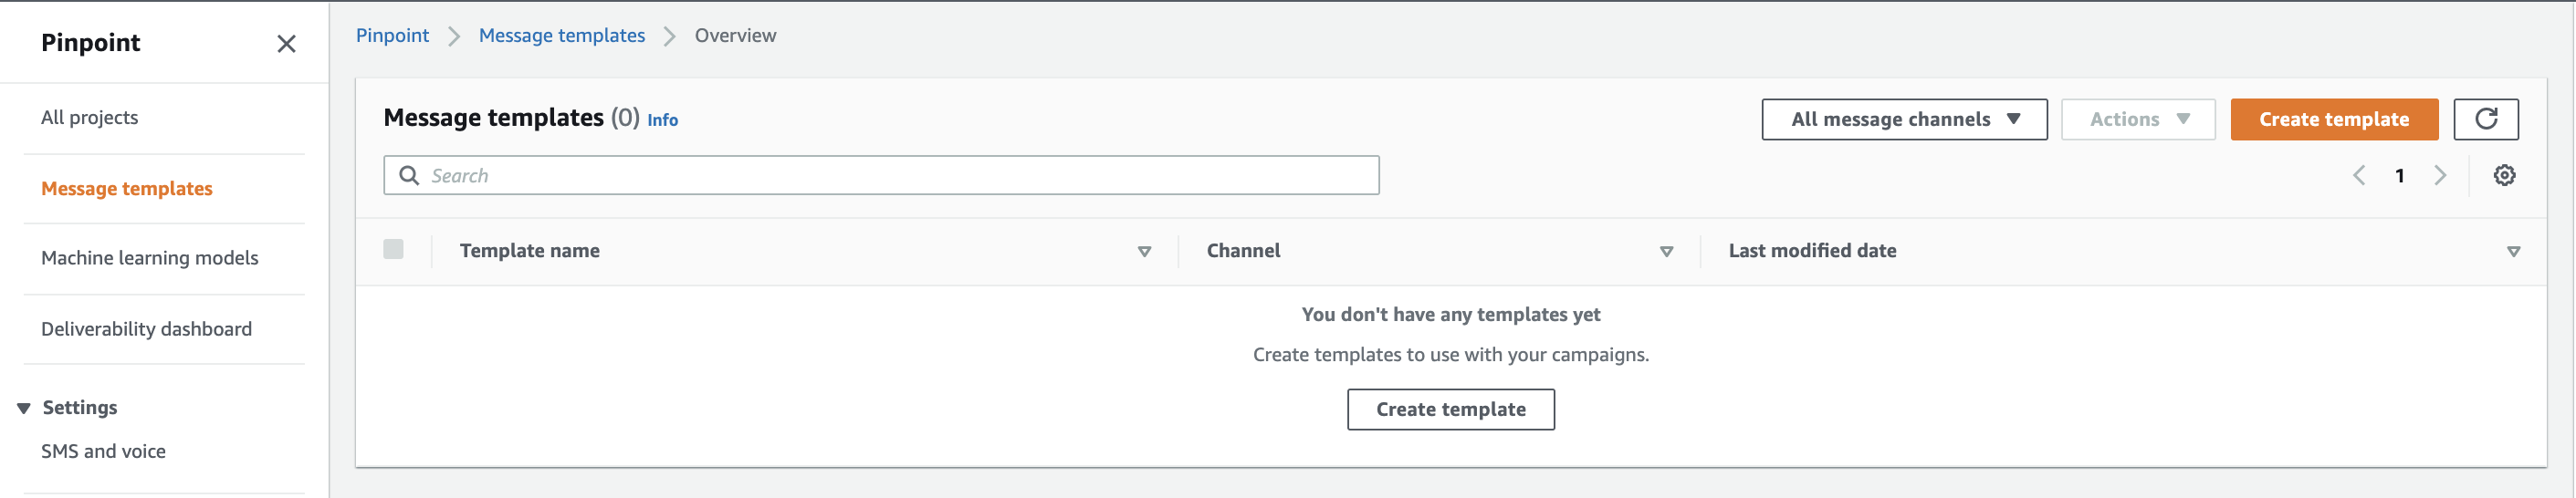 Pinpoint
All projects
Message templates
Machine learning models
Deliverability dashboard
Settings
SMS and voice
Pinpoint Message templates Overview
Message templates (0) Info
All message channels Actions Create template
Search
1
Template name Channel Last modified date
You don't have any templates yet
Create templates to use with your campaigns.
Create template